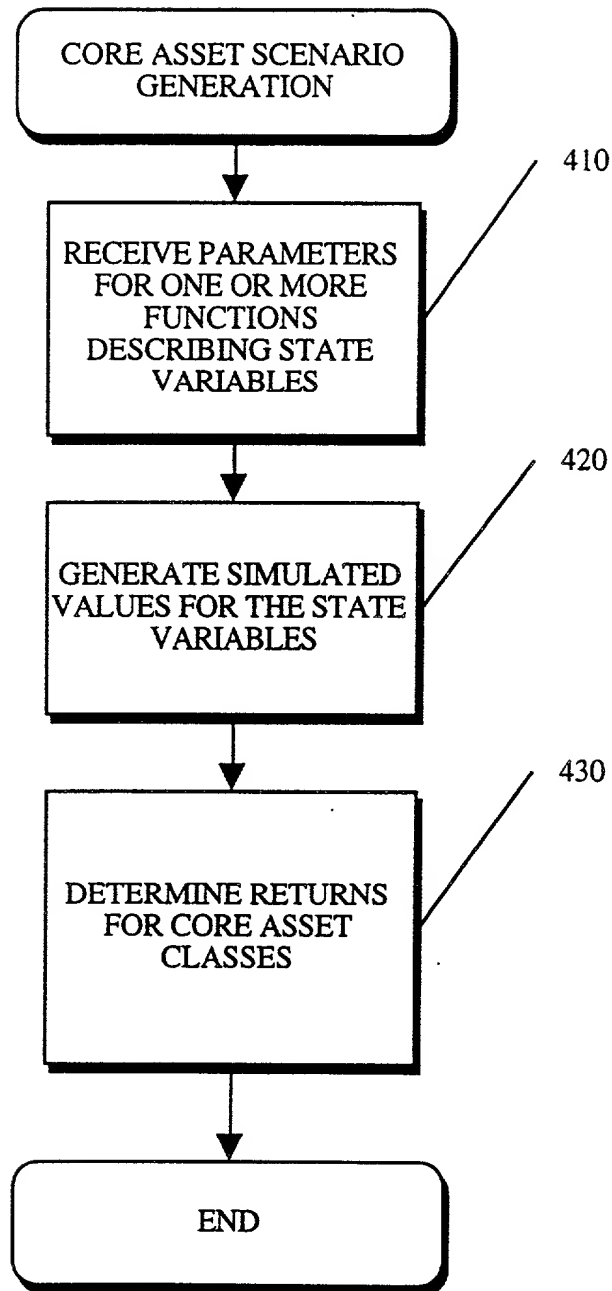 CORE ASSET SCENARIO
GENERATION
410
RECEIVE PARAMETERS
FOR ONE OR MORE
FUNCTIONS
DESCRIBING STATE
VARIABLES
420
GENERATE SIMULATED
VALUES FOR THE STATE
VARIABLES
430
DETERMINE RETURNS
FOR CORE ASSET
CLASSES
END